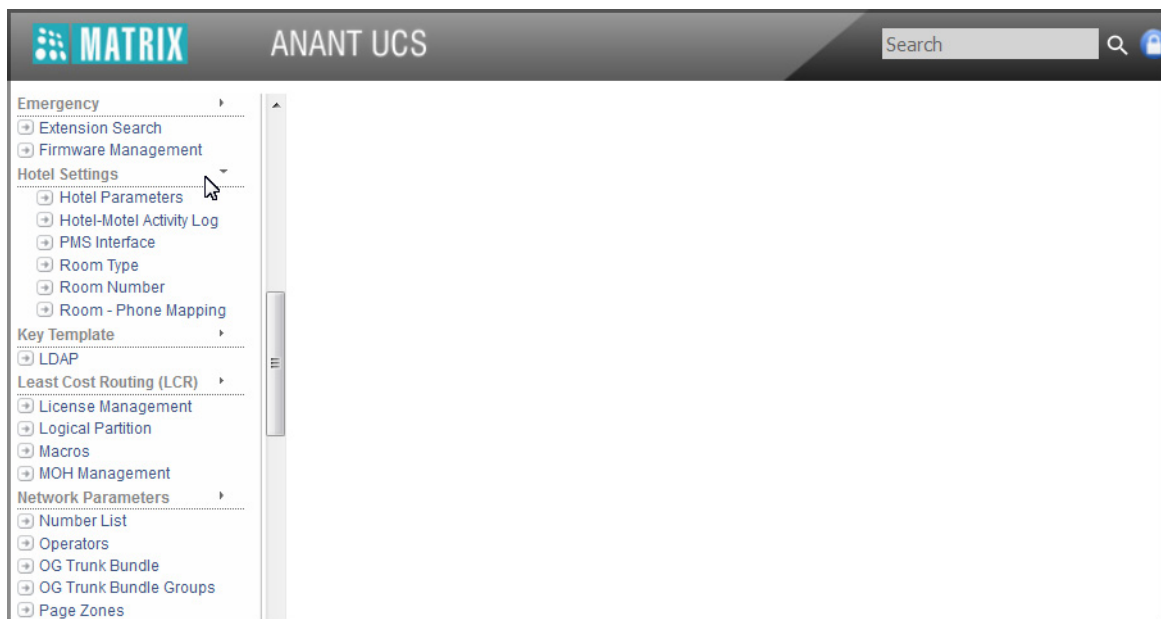 MATRIX
ANANT UCS
Search
Emergency
Extension Search
Firmware Management
Hotel Settings
Hotel Parameters
Hotel-Motel Activity Log
PMS Interface
Room Type
Room Number
Room - Phone Mapping
Key Template
LDAP
Least Cost Routing (LCR)
License Management
Logical Partition
Macros
MOH Management
Network Parameters
Number List
Operators
OG Trunk Bundle
OG Trunk Bundle Groups
Page Zones